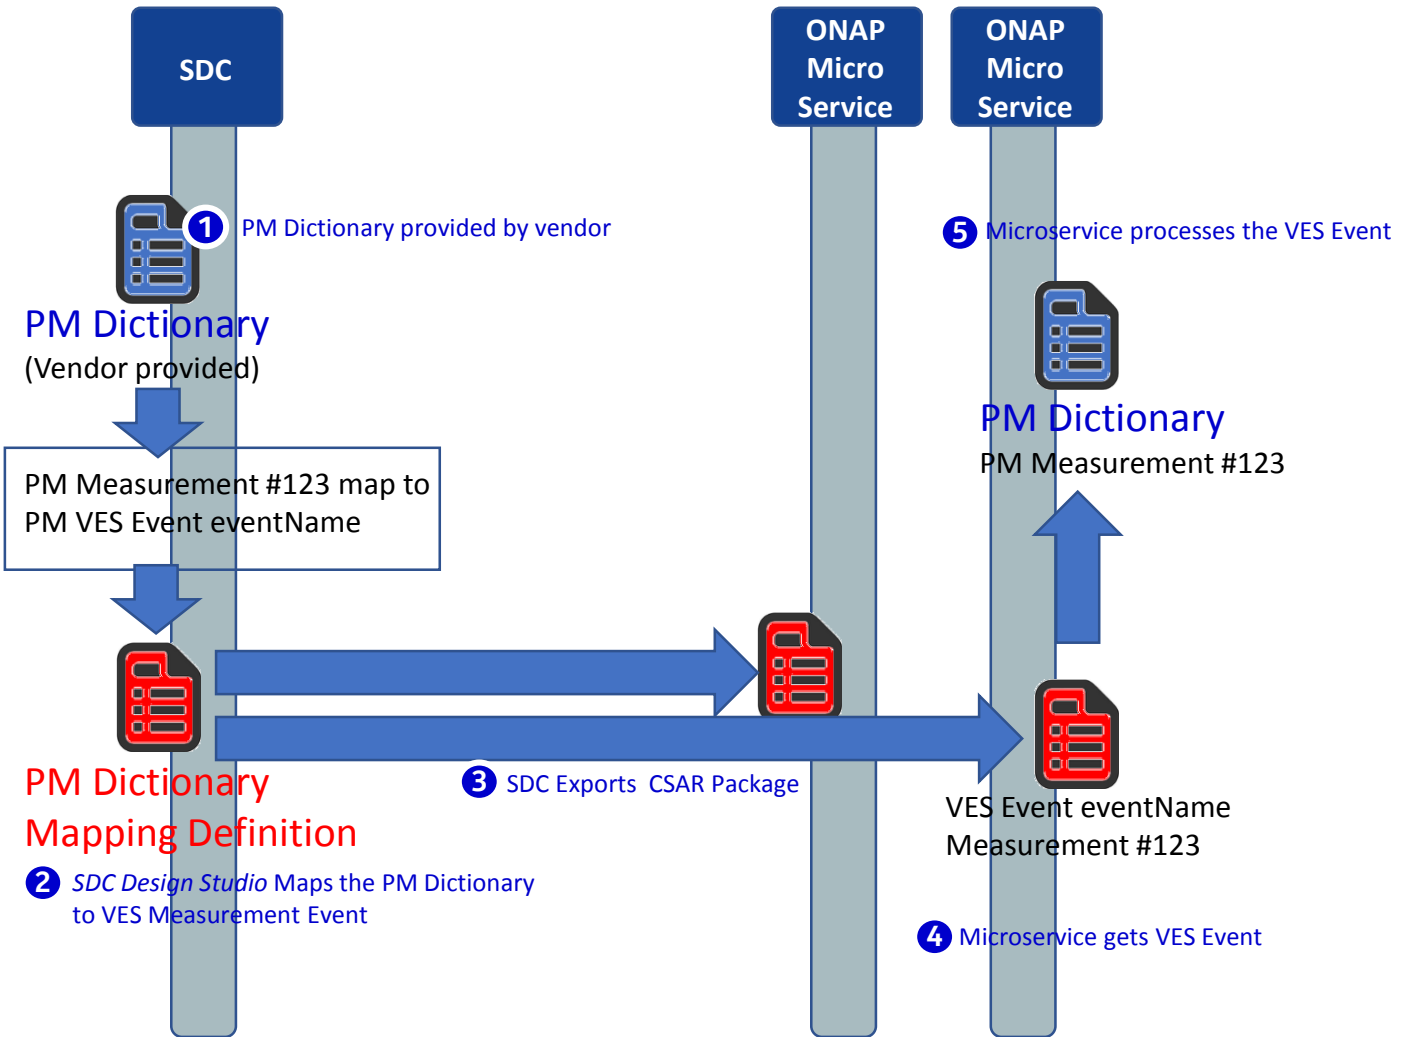 SDC
ONAP
Micro
Service
ONAP
Micro
Service
1 PM Dictionary provided by vendor
5 Microservice processes the VES Event
PM Dictionary
(Vendor provided)
PM Dictionary
PM Measurement #123
PM Measurement #123 map to
PM VES Event eventName
PM Dictionary
Mapping Definition
3 SDC Exports CSAR Package
VES Event eventName
Measurement #123
2 SDC Design Studio Maps the PM Dictionary
to VES Measurement Event
4 Microservice gets VES Event